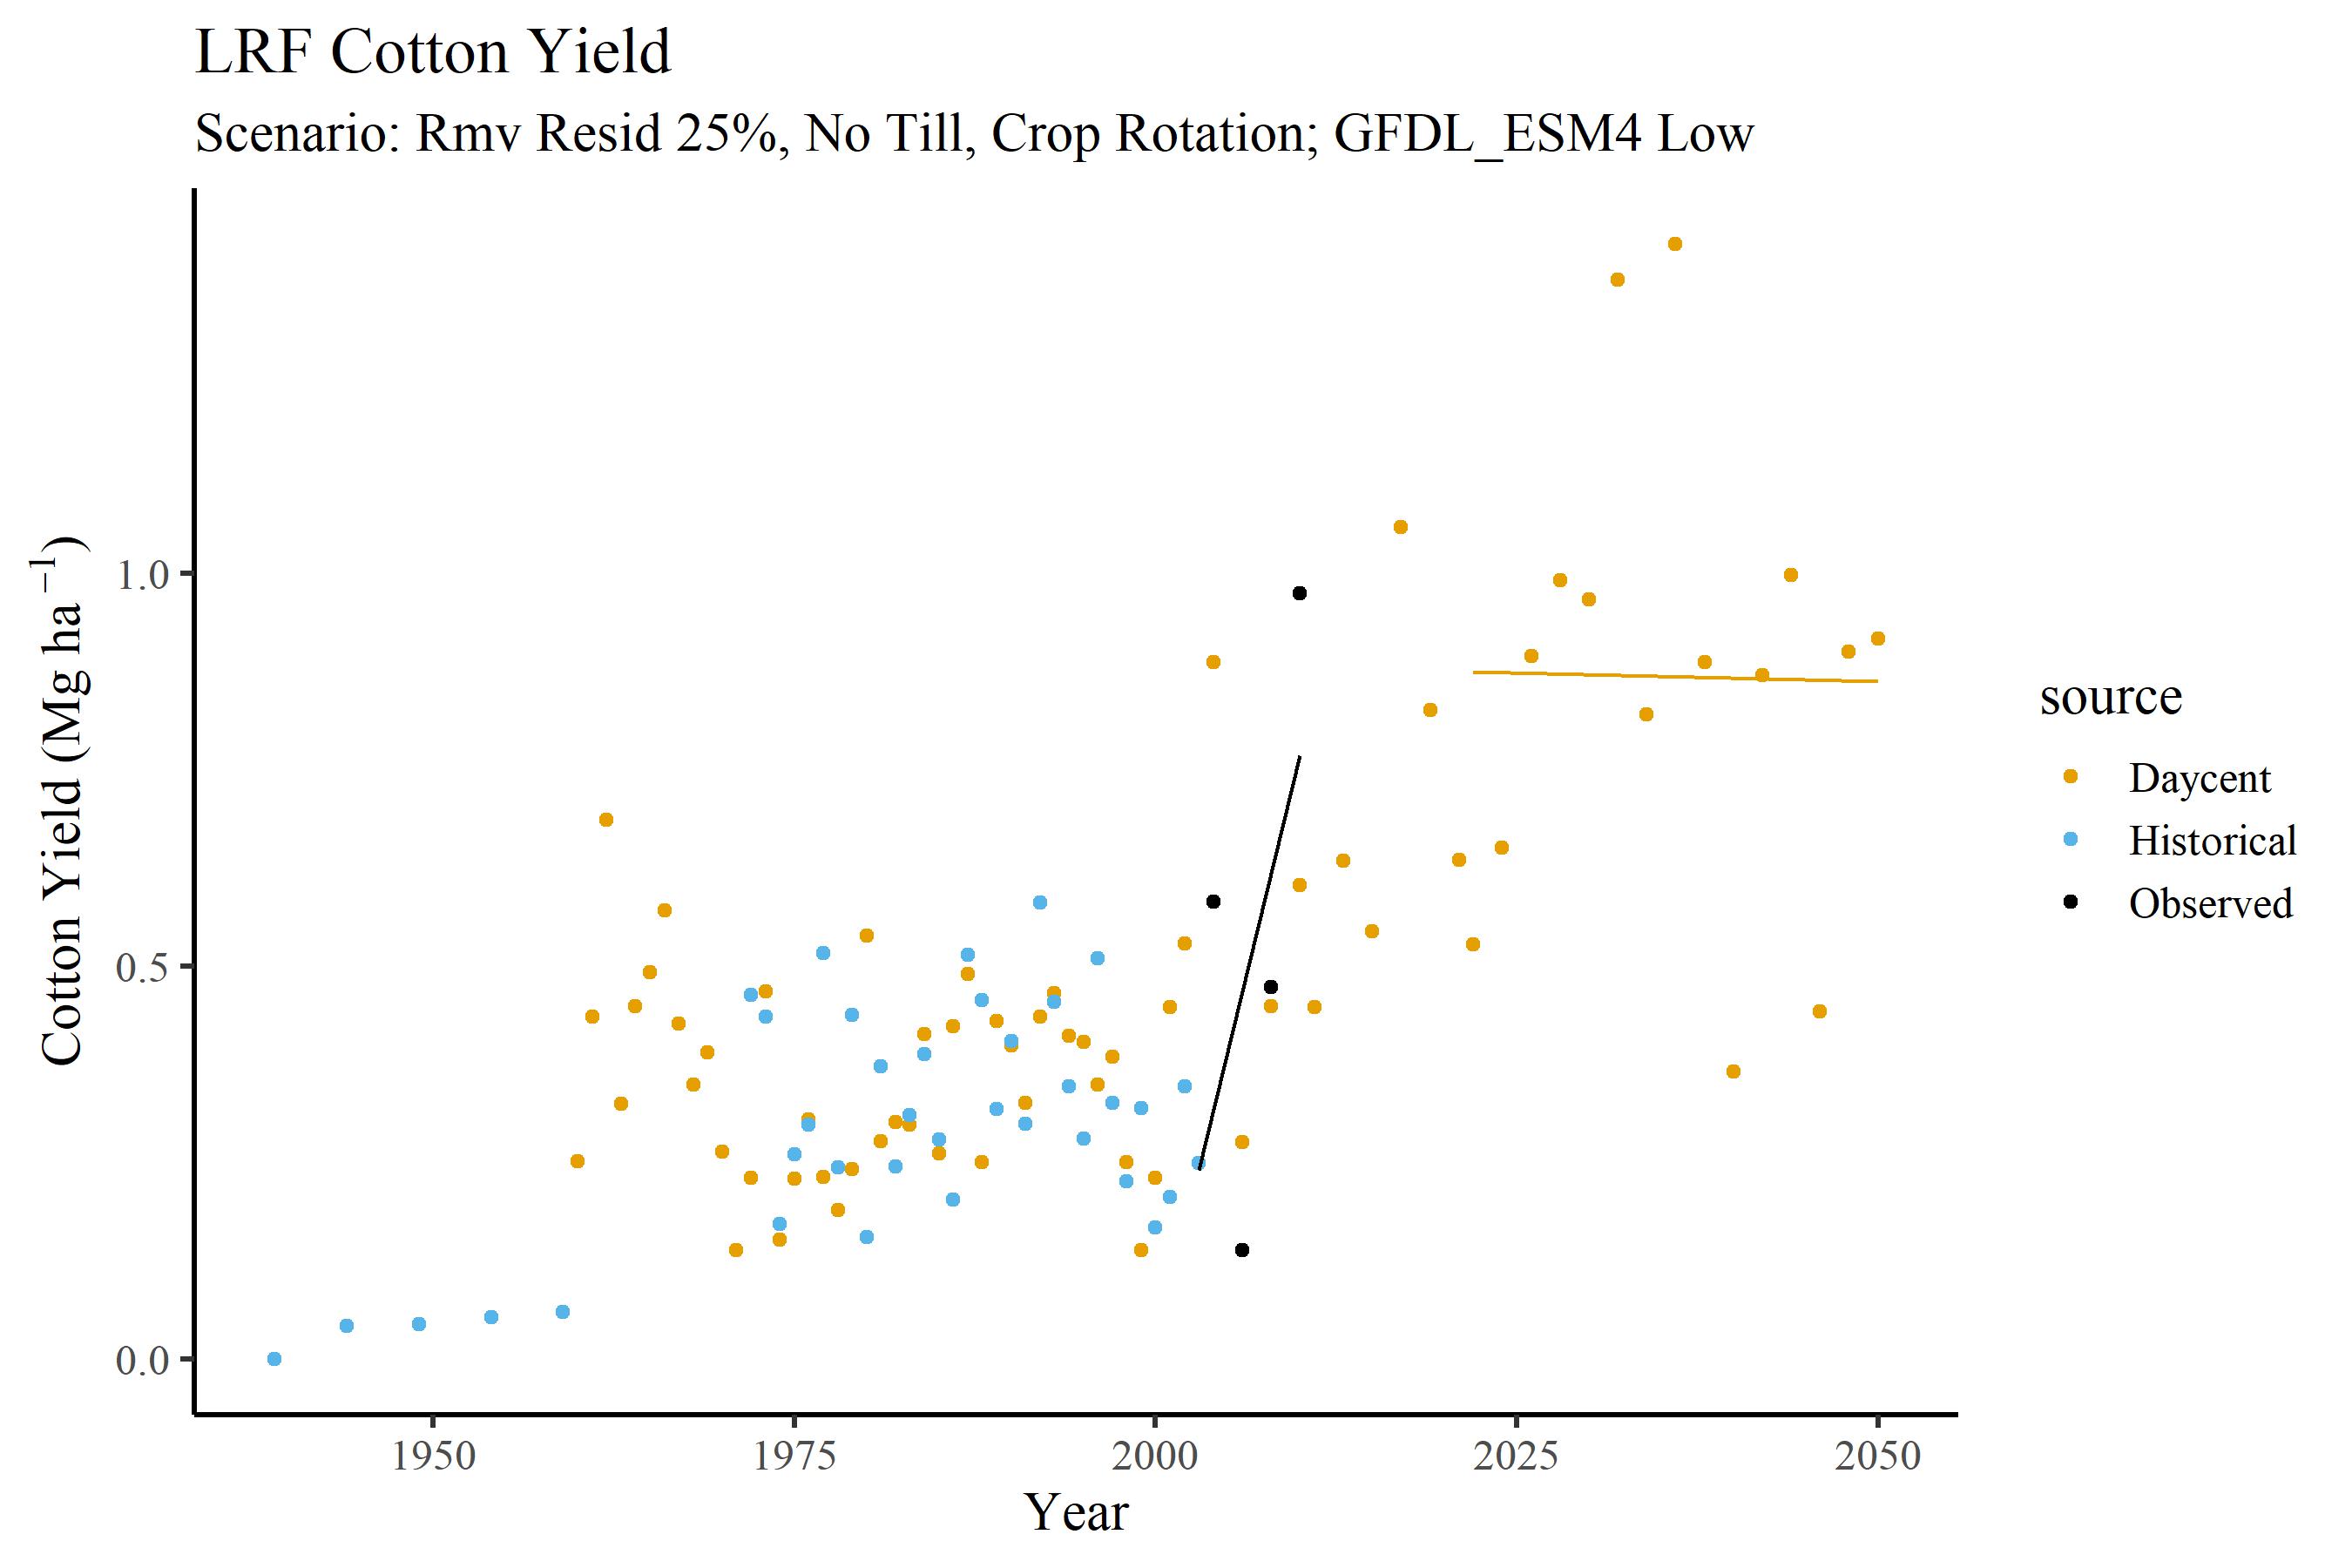 LRF Cotton Yield
Scenario: Rmv Resid 25%, No Till, Crop Rotation; GFDL_ESM4 Low
Cotton Yield (Mg ha −1)
1.0
0.5
0.0
1950 1975 2000 2025 2050
Year
source
Daycent
Historical
Observed